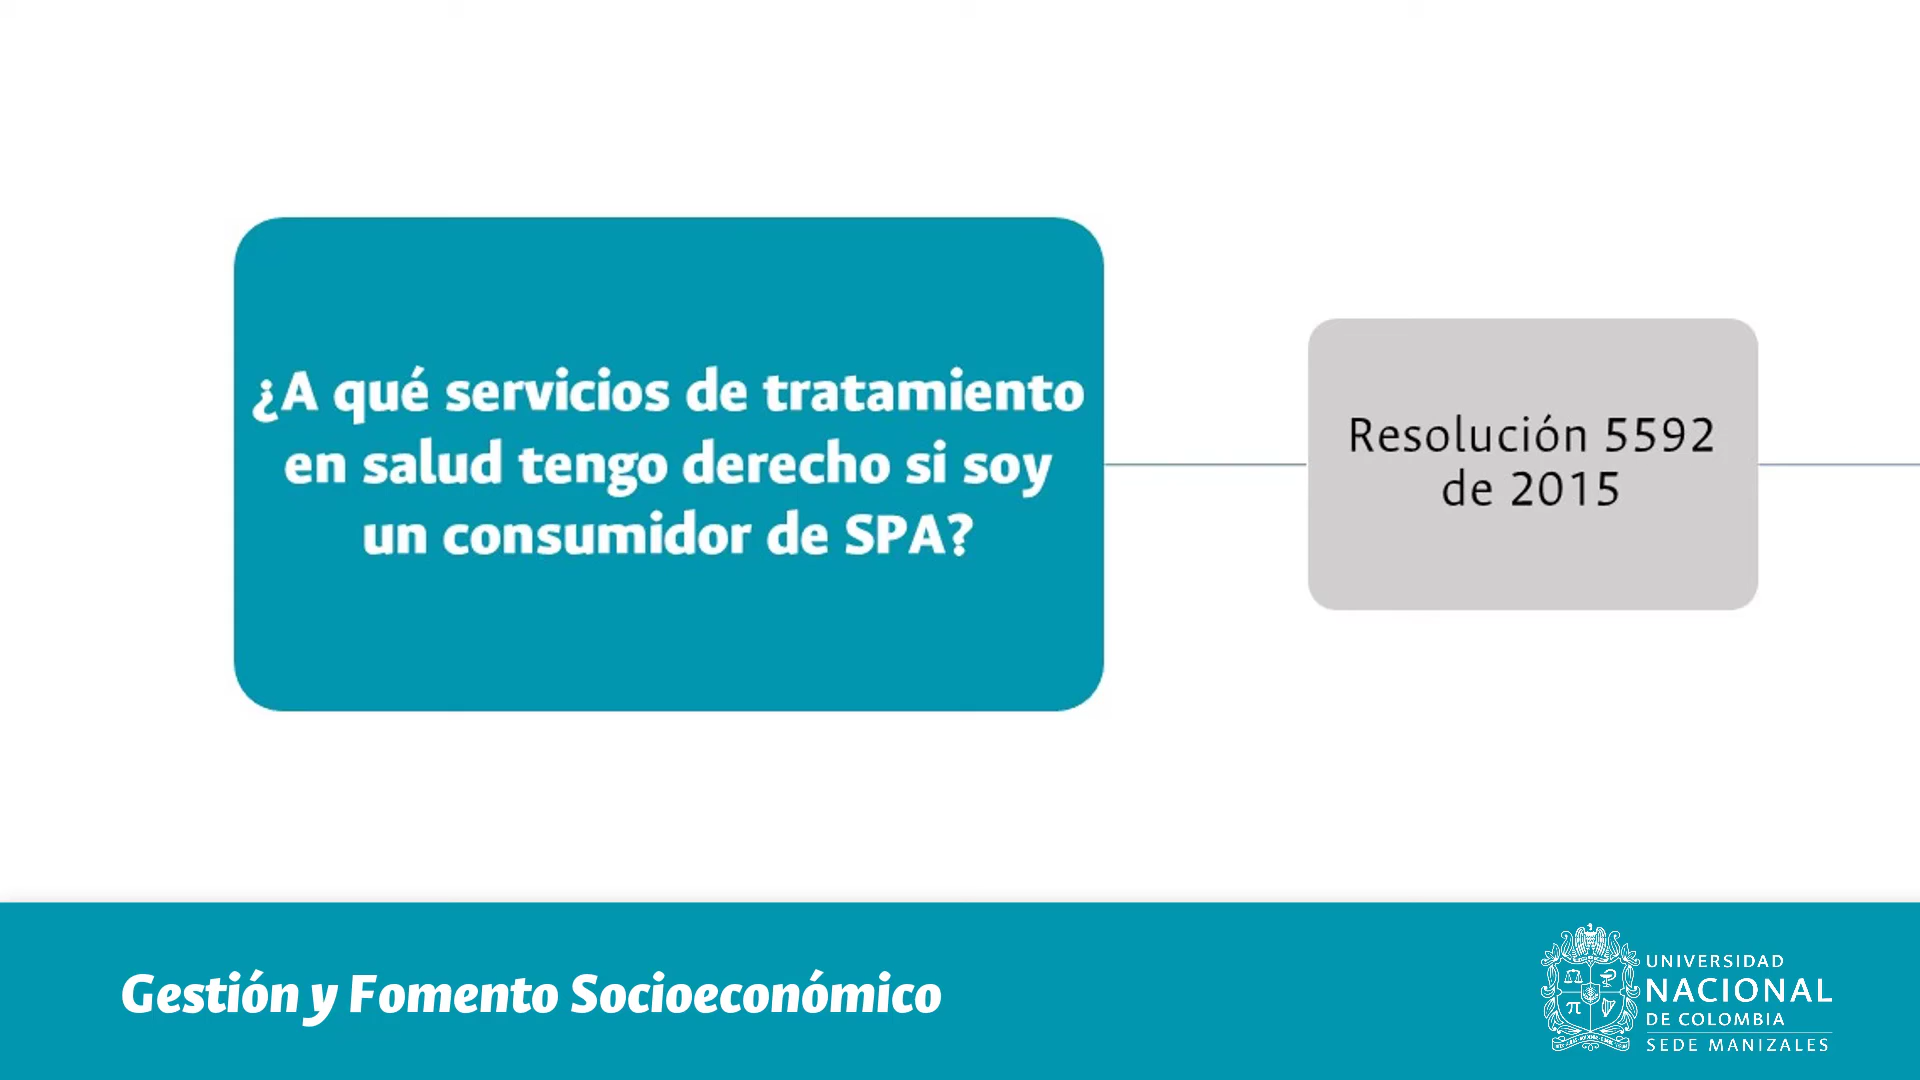 ¿A qué servicios de tratamiento
en salud tengo derecho si soy
un consumidor de SPA?
Resolución 5592
de 2015
Gestión y Fomento Socioeconómico
UNIVERSIDAD
NACIONAL
DE COLOMBIA
SEDE MANIZALES